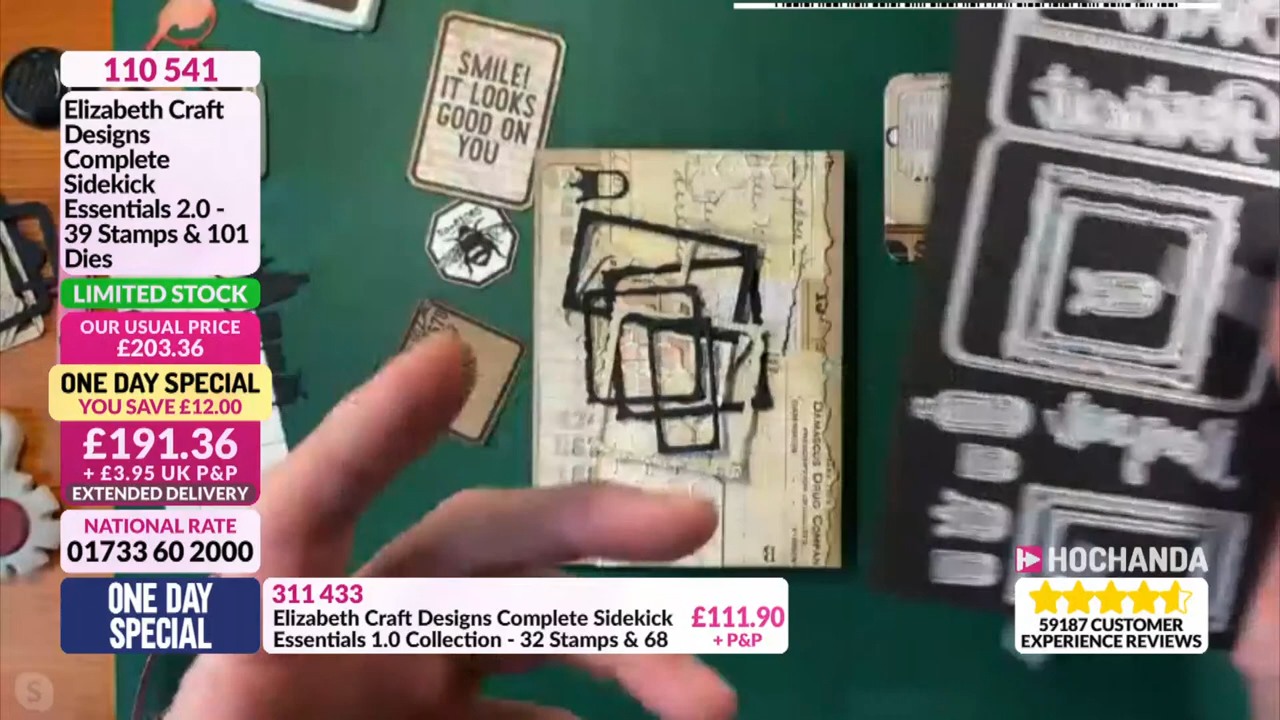 110 541
Elizabeth Craft
Designs
Complete
Sidekick
Essentials 2.0 -
39 Stamps & 101
Dies
LIMITED STOCK
OUR USUAL PRICE
£203.36
ONE DAY SPECIAL
YOU SAVE £12.00
£191.36
+ £3.95 UK P&P
EXTENDED DELIVERY
NATIONAL RATE
01733 60 2000
ONE DAY
SPECIAL
311 433
Elizabeth Craft Designs Complete Sidekick
Essentials 1.0 Collection - 32 Stamps & 68
£111.90
+ P&P
HOCHANDA
59187 CUSTOMER
EXPERIENCE REVIEWS
SMILE!
IT LOOKS
GOOD ON
YOU
DAMASCUS DRUG COMPAN
S